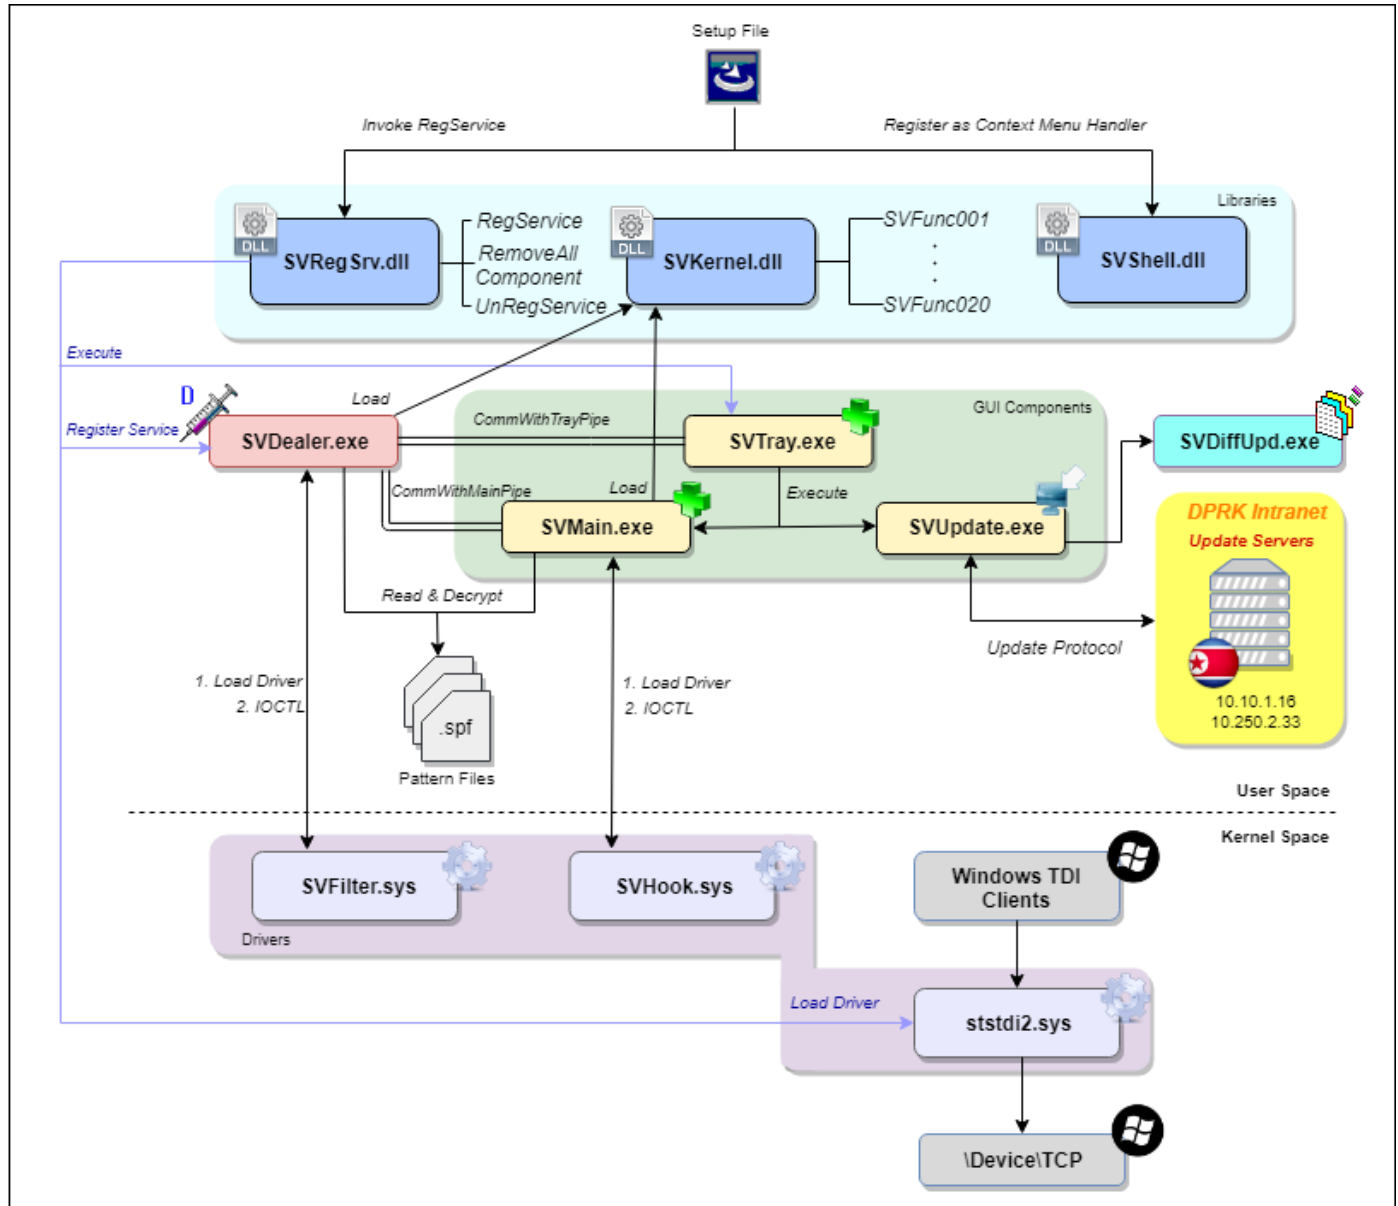 Setup File
Invoke RegService
Register as Context Menu Handler
Libraries
DLL
SVRegSrv.dll
RegService
RemoveAll
Component
UnRegService
DLL
SVKernel.dll
SVFunc001
.
.
.
SVFunc020
DLL
SVShell.dll
Execute
Register Service
D
Load
SVDealer.exe
CommWithTrayPipe
GUI Components
SVTray.exe
SVDiffUpd.exe
CommWithMainPipe
Load
Execute
SVMain.exe
SVUpdate.exe
DPRK Intranet
Update Servers
10.10.1.16
10.250.2.33
Read & Decrypt
Update Protocol
1. Load Driver
2. IOCTL
.spf
Pattern Files
1. Load Driver
2. IOCTL
User Space
Kernel Space
SVFilter.sys
SVHook.sys
Drivers
Windows TDI
Clients
Load Driver
ststdi2.sys
\Device\TCP